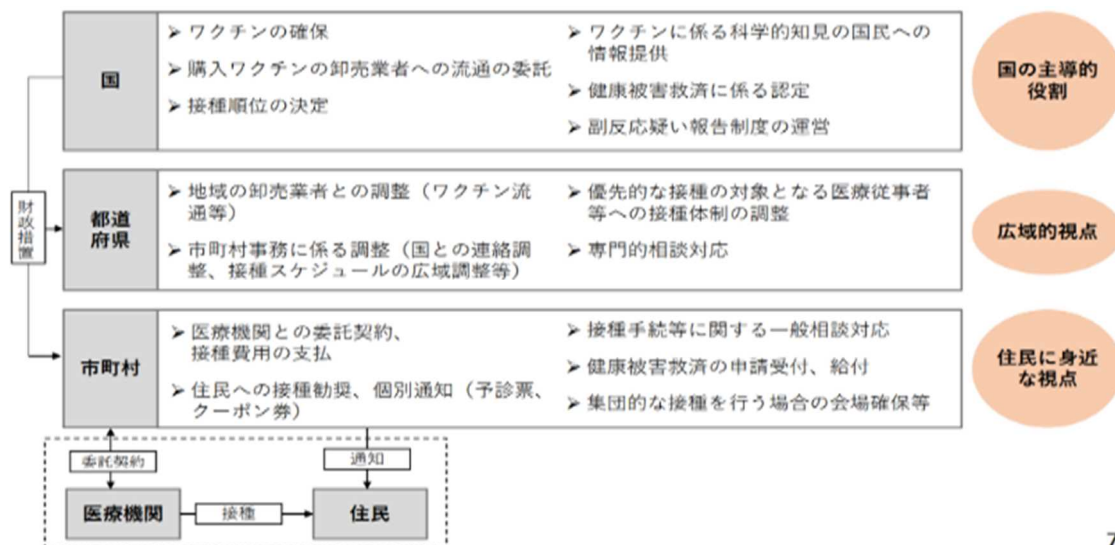 国
➢ ワクチンの確保
➢ 購入ワクチンの卸売業者への流通の委託
➢ 接種順位の決定
➢ ワクチンに係る科学的知見の国民への
情報提供
➢ 健康被害救済に係る認定
➢ 副反応疑い報告制度の運営
国の主導的
役割
財政措置
都道
府県
➢ 地域の卸売業者との調整（ワクチン流
通等）
➢ 市町村事務に係る調整（国との連絡調
整、接種スケジュールの広域調整等）
➢ 優先的な接種の対象となる医療従事者
等への接種体制の調整
➢ 専門的相談対応
広域的視点
市町村
➢ 医療機関との委託契約、
接種費用の支払
➢ 住民への接種勧奨、個別通知（予診票、
クーポン券）
➢ 接種手続等に関する一般相談対応
➢ 健康被害救済の申請受付、給付
➢ 集団的な接種を行う場合の会場確保等
住民に身近
な視点
委託契約
通知
医療機関
接種
住民
7